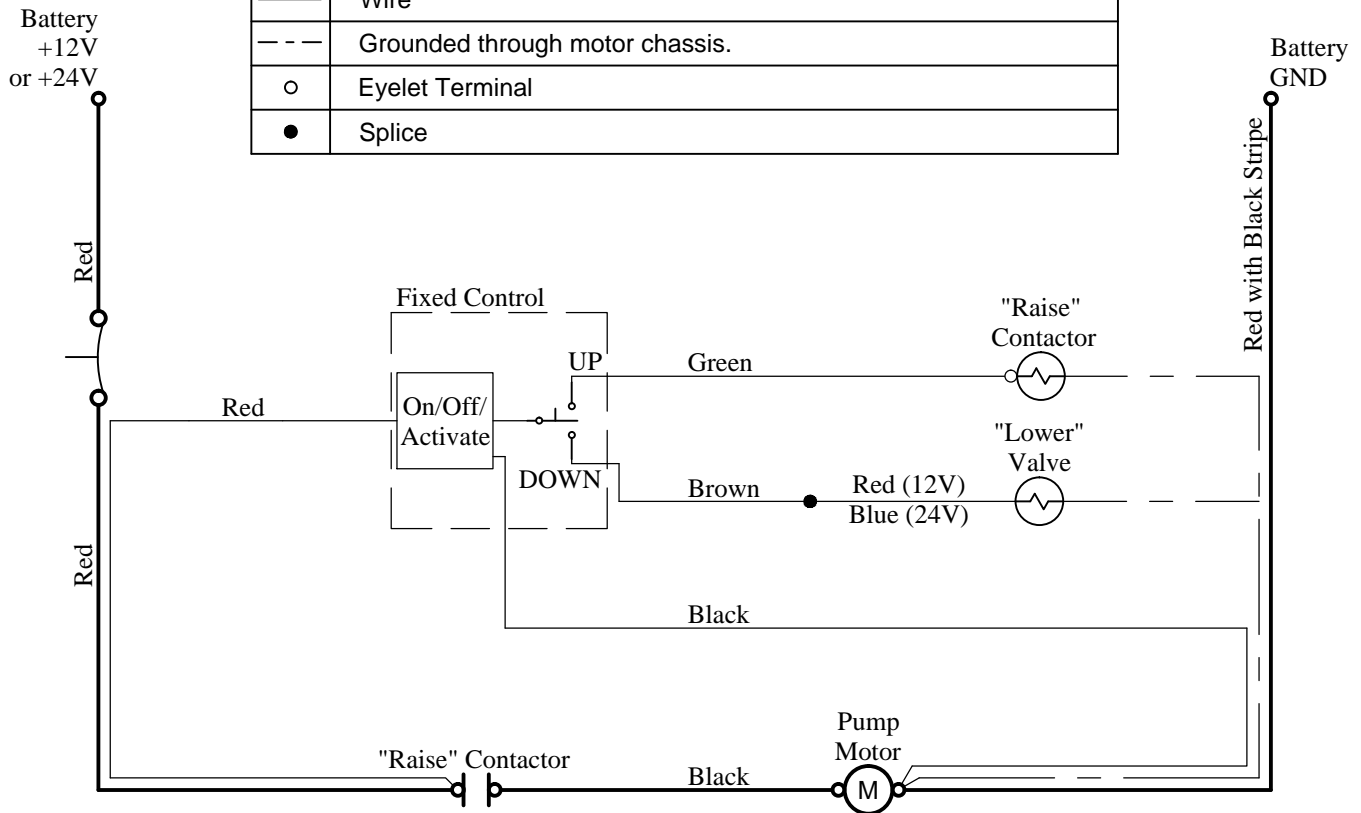 Battery
+12V
or +24V
Wire
Grounded through motor chassis.
Eyelet Terminal
Splice
Battery
GND
Red with Black Stripe
Red
Fixed Control
UP
Green
"Raise"
Contactor
Red
On/Off/
Activate
DOWN
Brown
Red (12V)
Blue (24V)
"Lower"
Valve
Red
Black
"Raise" Contactor
Black
Pump
Motor
M